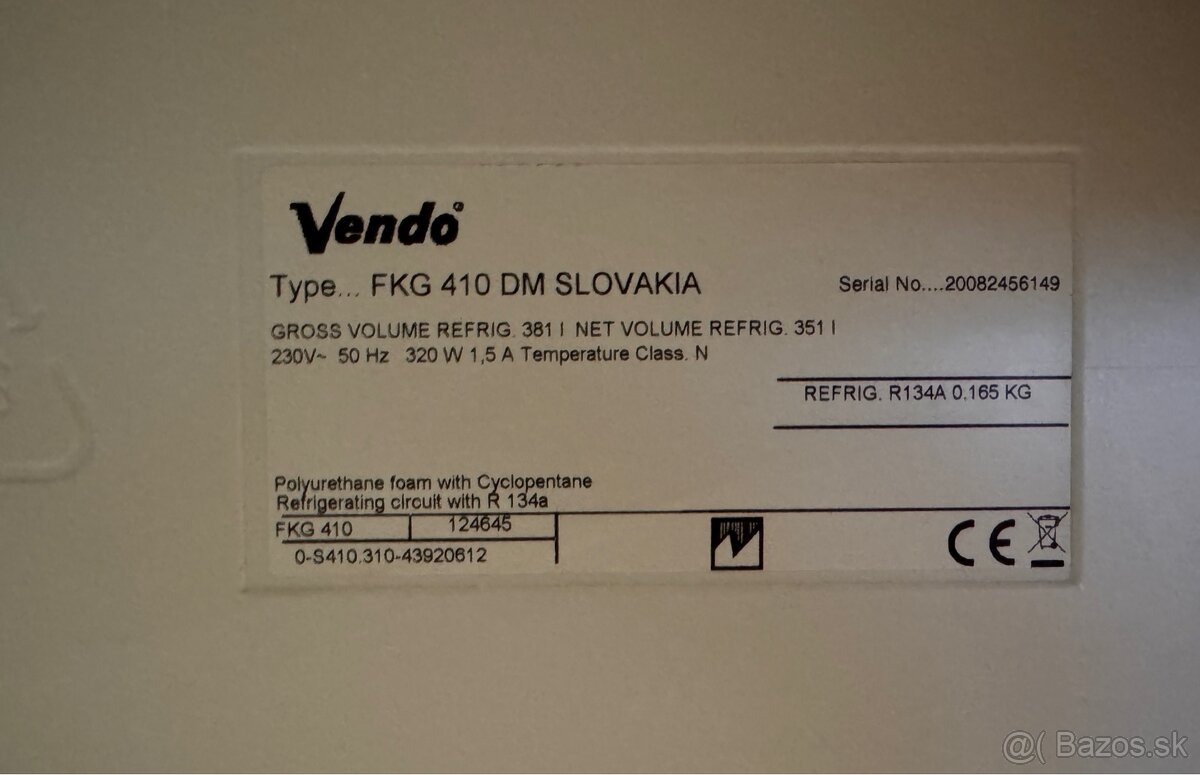 Vendo
Type... FKG 410 DM SLOVAKIA
Serial No....20082456149
GROSS VOLUME REFRIG. 381 l NET VOLUME REFRIG. 351 l
230V~ 50 Hz 320 W 1,5 A Temperature Class. N
REFRIG. R134A 0.165 KG
Polyurethane foam with Cyclopentane
Refrigerating circuit with R 134a
FKG 410 124645
0-S410.310-43920612
CE
@( Bazos.sk